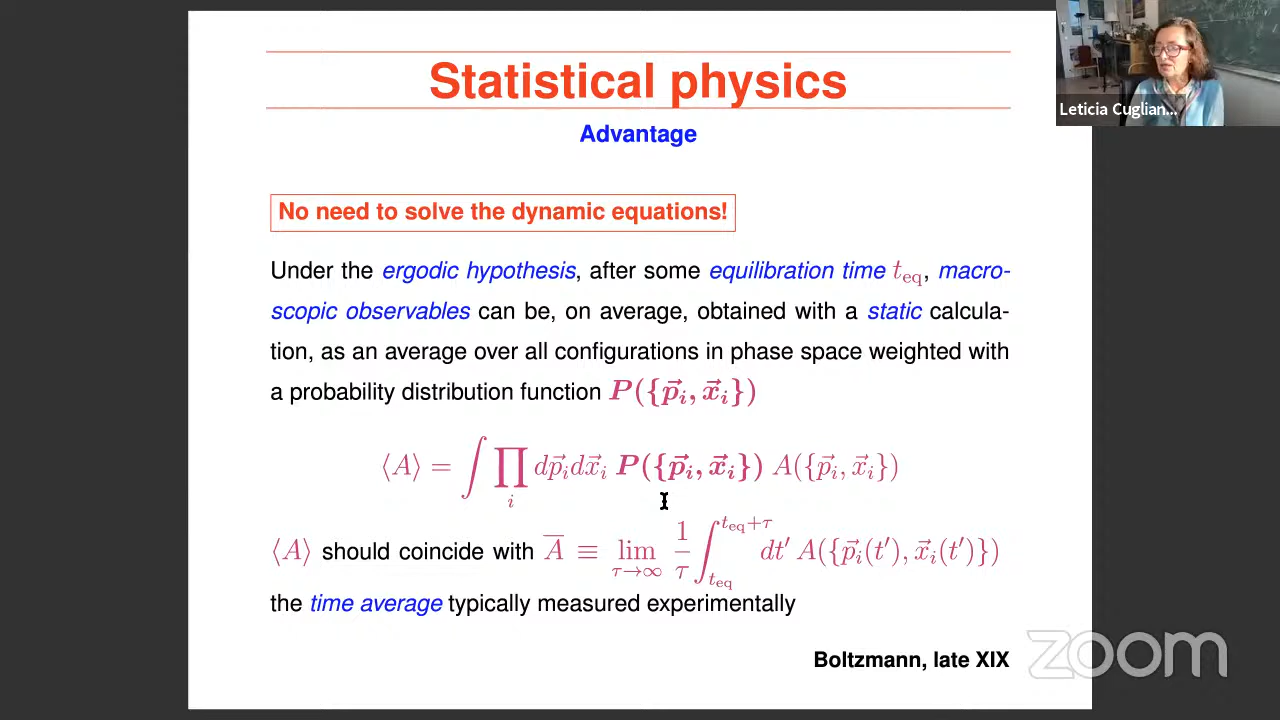 Statistical physics
Leticia Cuglian...
Advantage
No need to solve the dynamic equations!
Under the ergodic hypothesis, after some equilibration time t_eq, macro-
scopic observables can be, on average, obtained with a static calcula-
tion, as an average over all configurations in phase space weighted with
a probability distribution function P({p⃗_i, x⃗_i})
⟨A⟩ = ∫ ∏_i dp⃗_i dx⃗_i P({p⃗_i, x⃗_i}) A({p⃗_i, x⃗_i})
⟨A⟩ should coincide with A̅ ≡ lim_{τ→∞} 1/τ ∫_{t_eq}^{t_eq+τ} dt′ A({p⃗_i(t′), x⃗_i(t′)})
the time average typically measured experimentally
Boltzmann, late XIX
zoom